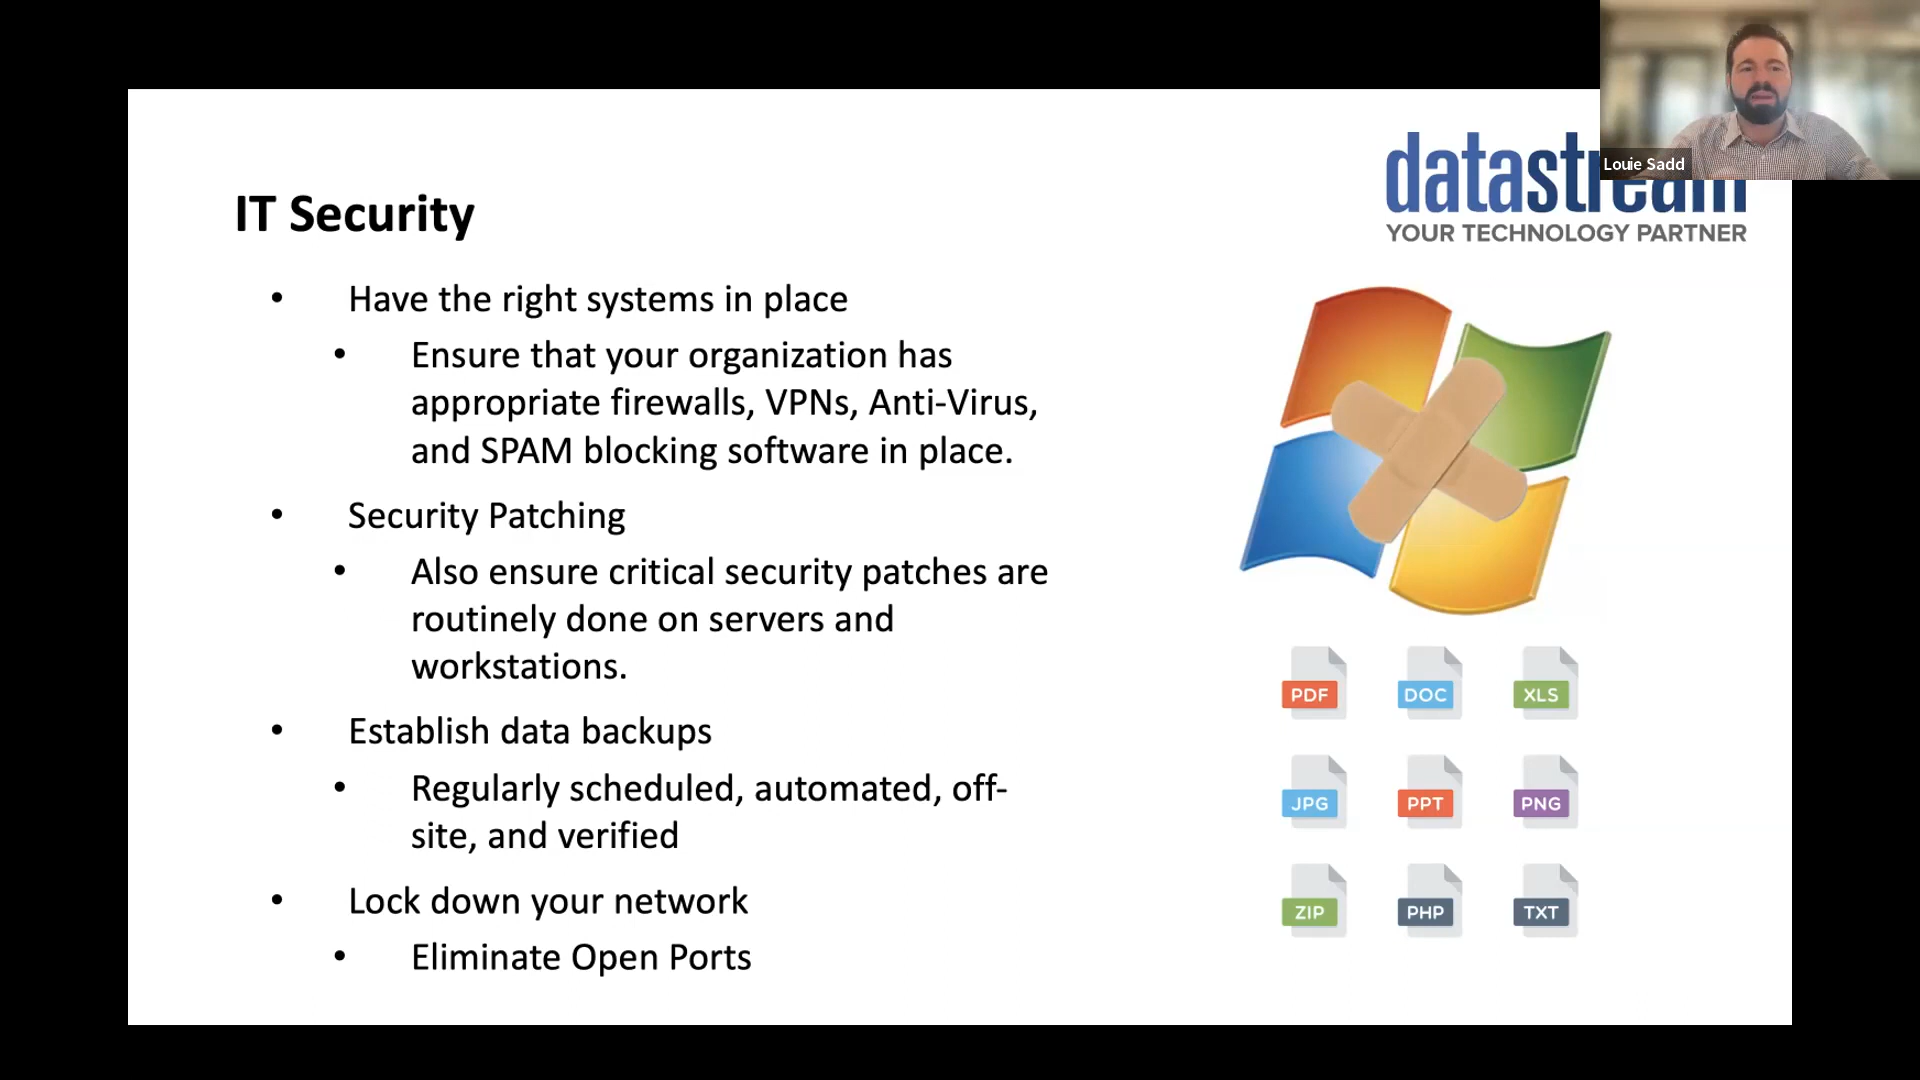 Louie Sadd
datastream
YOUR TECHNOLOGY PARTNER
IT Security
• Have the right systems in place
• Ensure that your organization has
appropriate firewalls, VPNs, Anti-Virus,
and SPAM blocking software in place.
• Security Patching
• Also ensure critical security patches are
routinely done on servers and
workstations.
• Establish data backups
• Regularly scheduled, automated, off-
site, and verified
• Lock down your network
• Eliminate Open Ports
PDF DOC XLS
JPG PPT PNG
ZIP PHP TXT